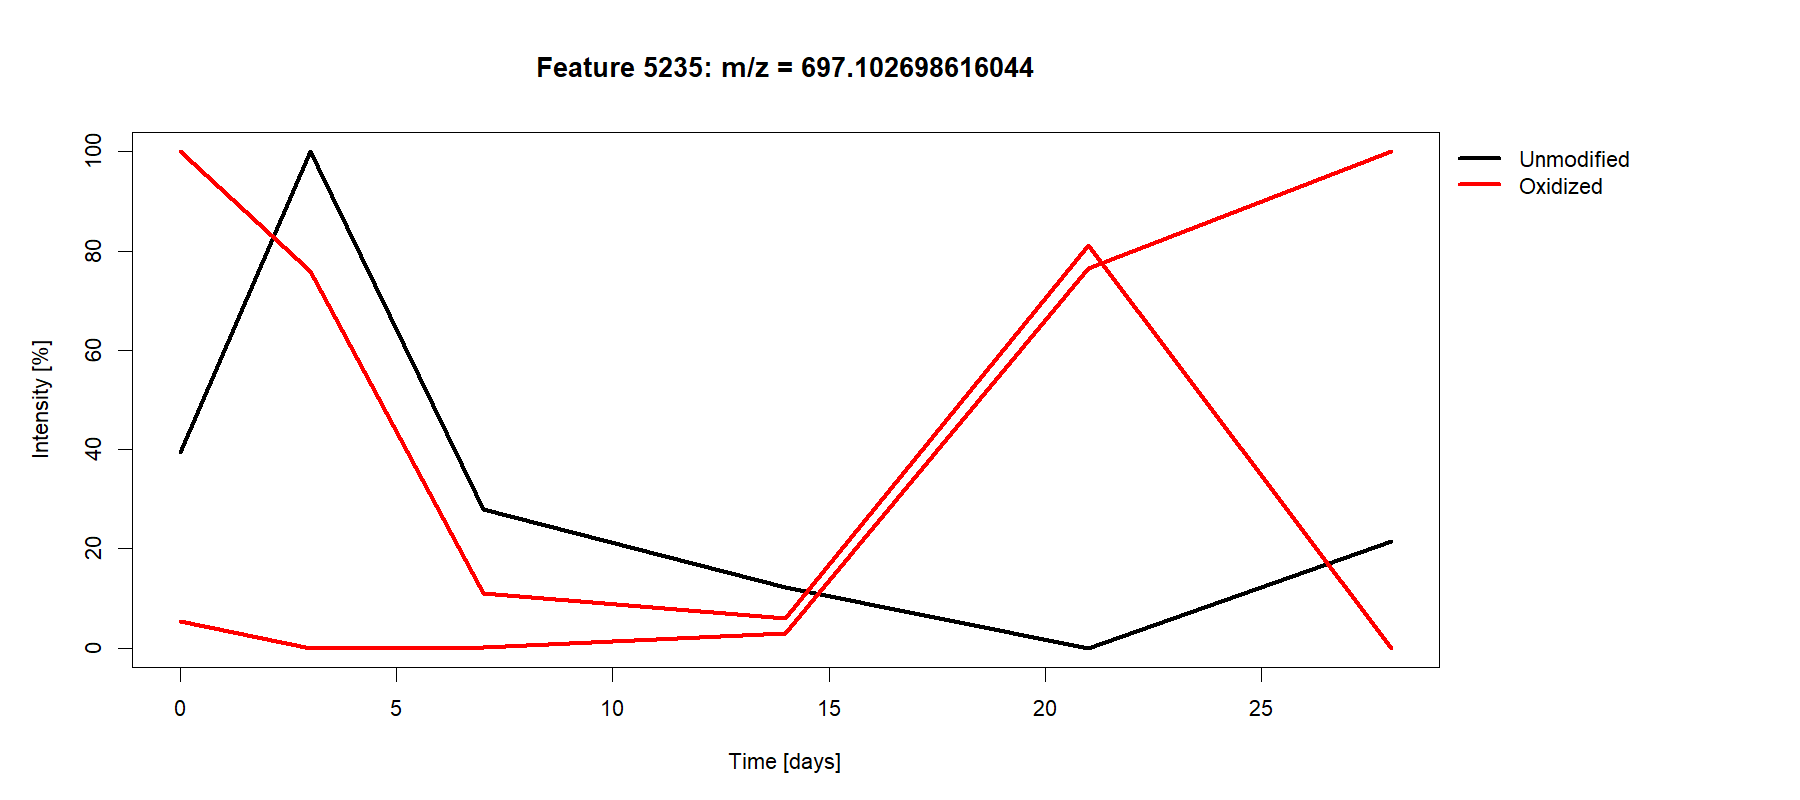 Feature 5235: m/z = 697.102698616044
Unmodified
Oxidized
Intensity [%]
100
80
60
40
20
0
0 5 10 15 20 25
Time [days]